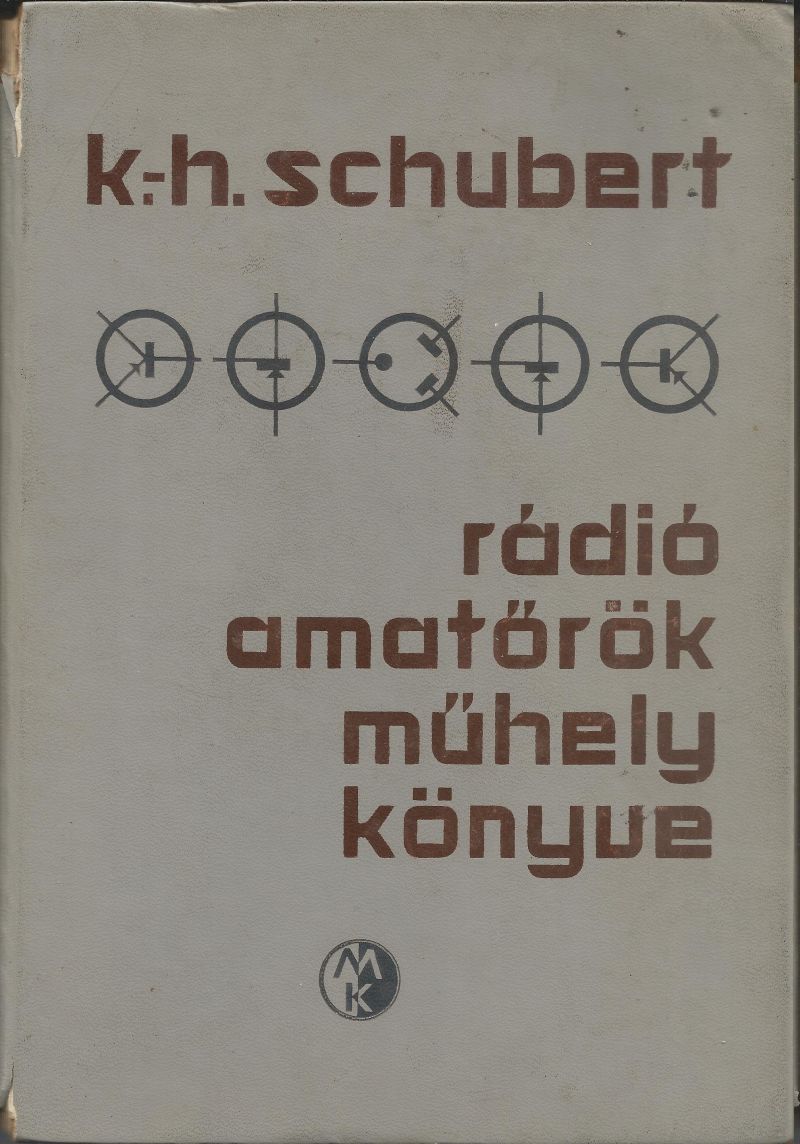 k.-h. schubert
rádió
amatőrök
műhely
könyve
MK